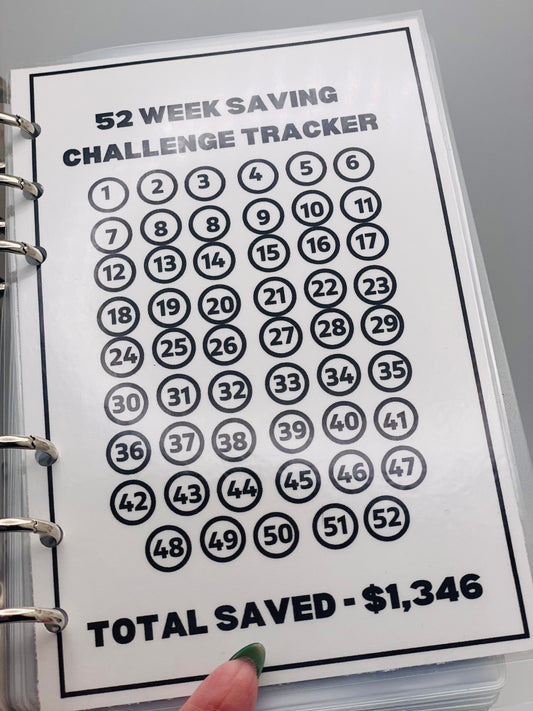 52 WEEK SAVING
CHALLENGE TRACKER
1 2 3 4 5 6
7 8 8 9 10 11
12 13 14 15 16 17
18 19 20 21 22 23
24 25 26 27 28 29
30 31 32 33 34 35
36 37 38 39 40 41
42 43 44 45 46 47
48 49 50 51 52
TOTAL SAVED - $1,346